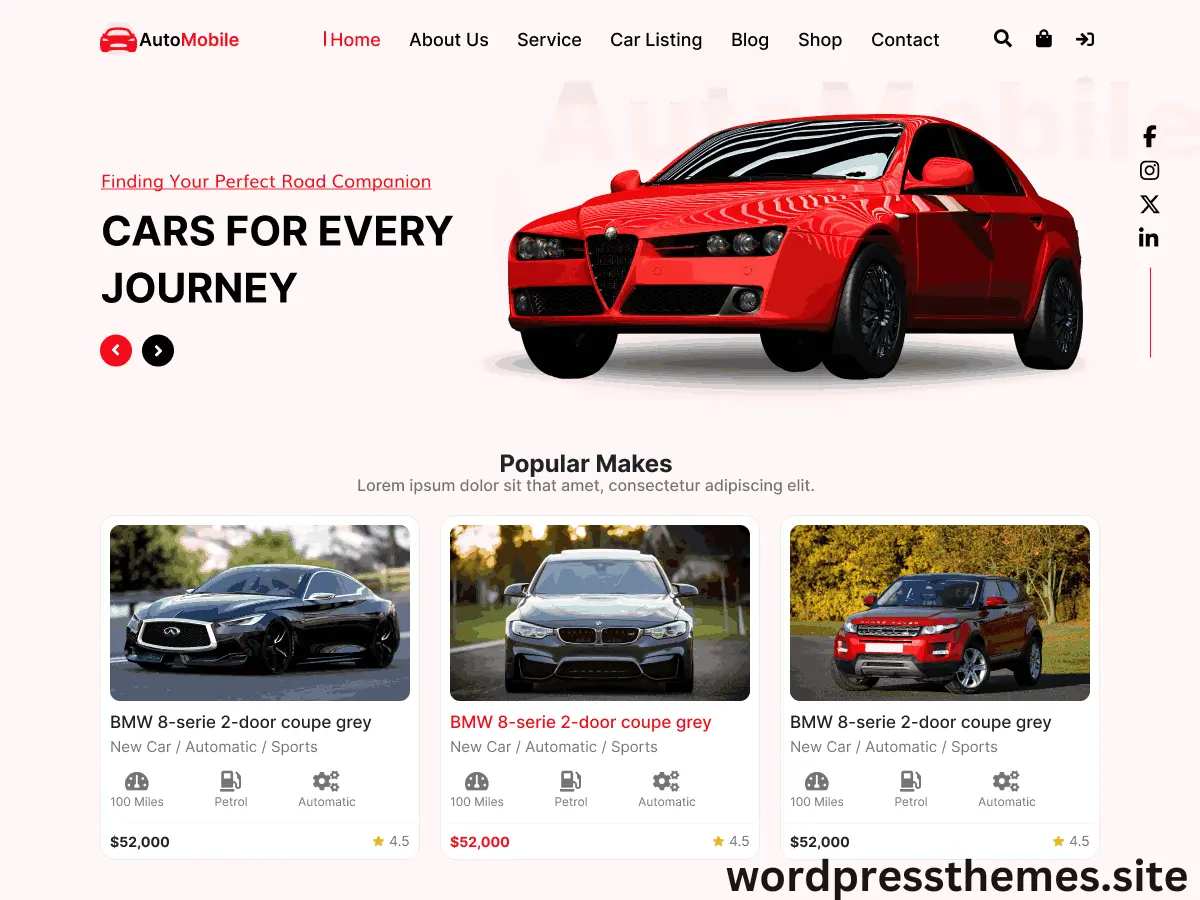 AutoMobile
Home About Us Service Car Listing Blog Shop Contact
AutoMobile
Finding Your Perfect Road Companion
CARS FOR EVERY
JOURNEY
Popular Makes
Lorem ipsum dolor sit that amet, consectetur adipiscing elit.
RANGE ROVER
BMW 8-serie 2-door coupe grey
New Car / Automatic / Sports
100 Miles Petrol Automatic
$52,000 4.5
BMW 8-serie 2-door coupe grey
New Car / Automatic / Sports
100 Miles Petrol Automatic
$52,000 4.5
BMW 8-serie 2-door coupe grey
New Car / Automatic / Sports
100 Miles Petrol Automatic
$52,000 4.5
wordpressthemes.site